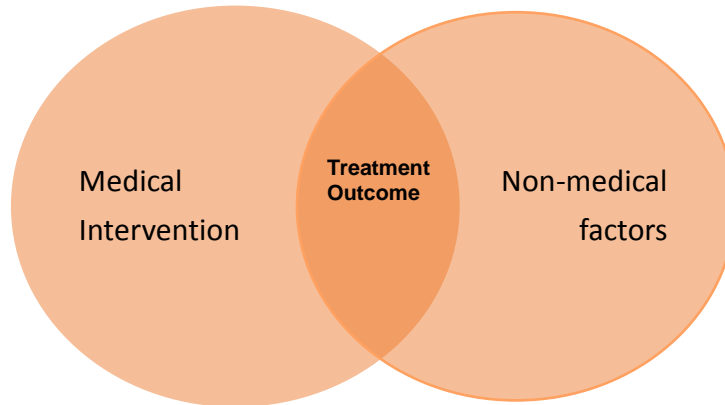 Medical
Intervention
Treatment
Outcome
Non-medical
factors